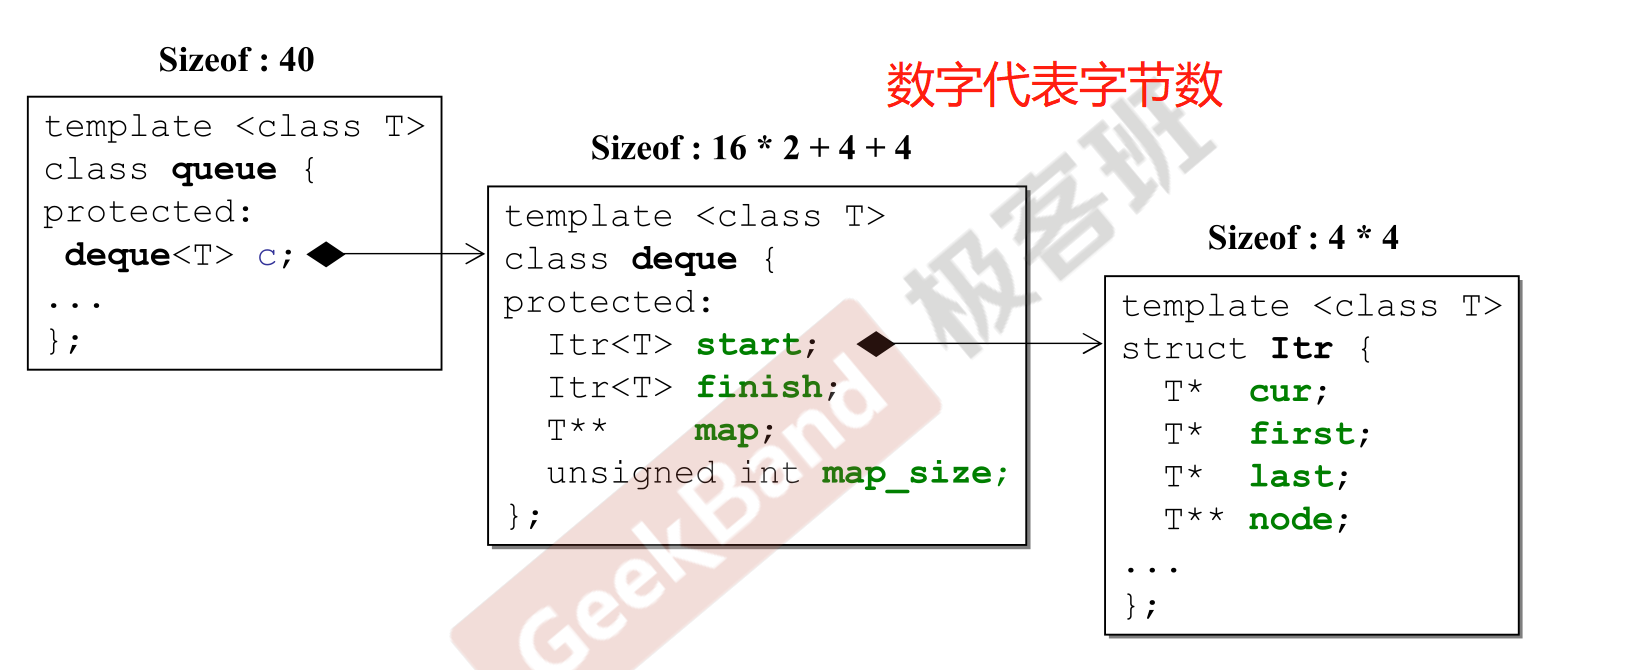 Sizeof : 40
template <class T>
class queue {
protected:
deque<T> c;
...
};
数字代表字节数
Sizeof : 16 * 2 + 4 + 4
template <class T>
class deque {
protected:
Itr<T> start;
Itr<T> finish;
T** map;
unsigned int map_size;
};
Sizeof : 4 * 4
template <class T>
struct Itr {
T* cur;
T* first;
T* last;
T** node;
...
};
GeekBand 极客班